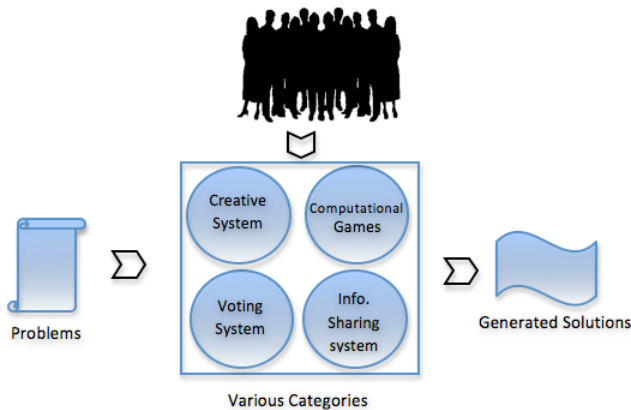 Creative
System
Computational
Games
Voting
System
Info.
Sharing
system
Problems
Generated Solutions
Various Categories